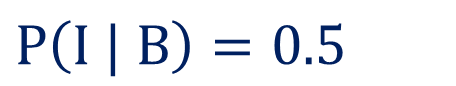 P(I | B) = 0.5